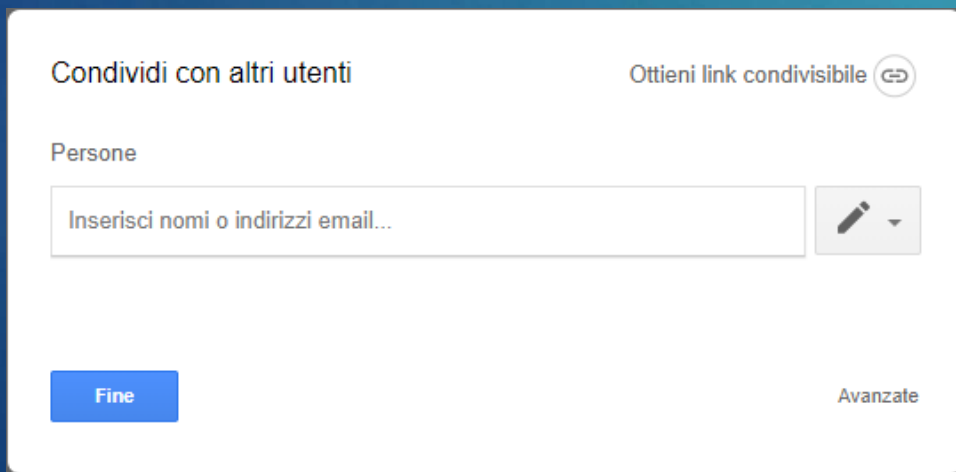 Condividi con altri utenti
Ottieni link condivisibile
Persone
Inserisci nomi o indirizzi email...
Fine
Avanzate